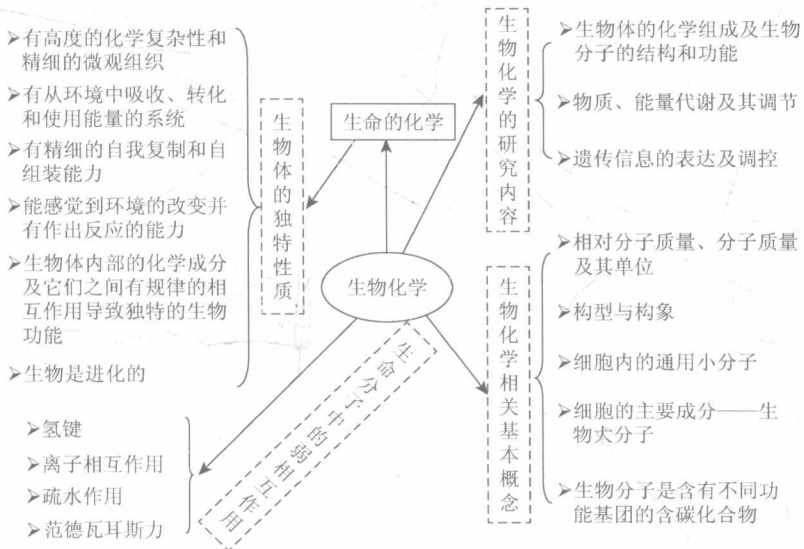 有高度的化学复杂性和
精细的微观组织
有从环境中吸收、转化
和使用能量的系统
有精细的自我复制和自
组装能力
能感觉到环境的改变并
有作出反应的能力
生物体内部的化学成分
及它们之间有规律的相
互作用导致独特的生物
功能
生物是进化的
生物体的独特性质
生命的化学
生物化学
生物化学的研究内容
生物体的化学组成及生物
分子的结构和功能
物质、能量代谢及其调节
遗传信息的表达及调控
生物化学相关基本概念
相对分子质量、分子质量
及其单位
构型与构象
细胞内的通用小分子
细胞的主要成分——生
物大分子
生物分子是含有不同功
能基团的含碳化合物
生命分子中的弱相互作用
氢键
离子相互作用
疏水作用
范德瓦耳斯力